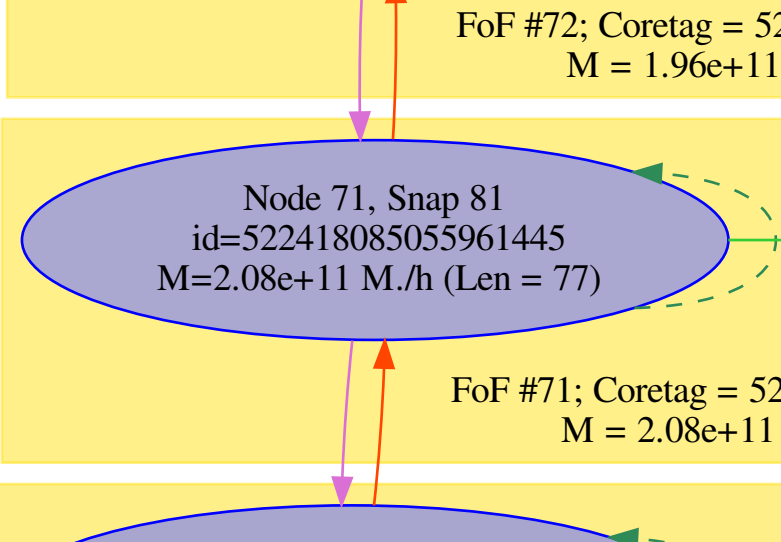 FoF #72; Coretag = 52
M = 1.96e+11
Node 71, Snap 81
id=522418085055961445
M=2.08e+11 M./h (Len = 77)
FoF #71; Coretag = 52
M = 2.08e+11